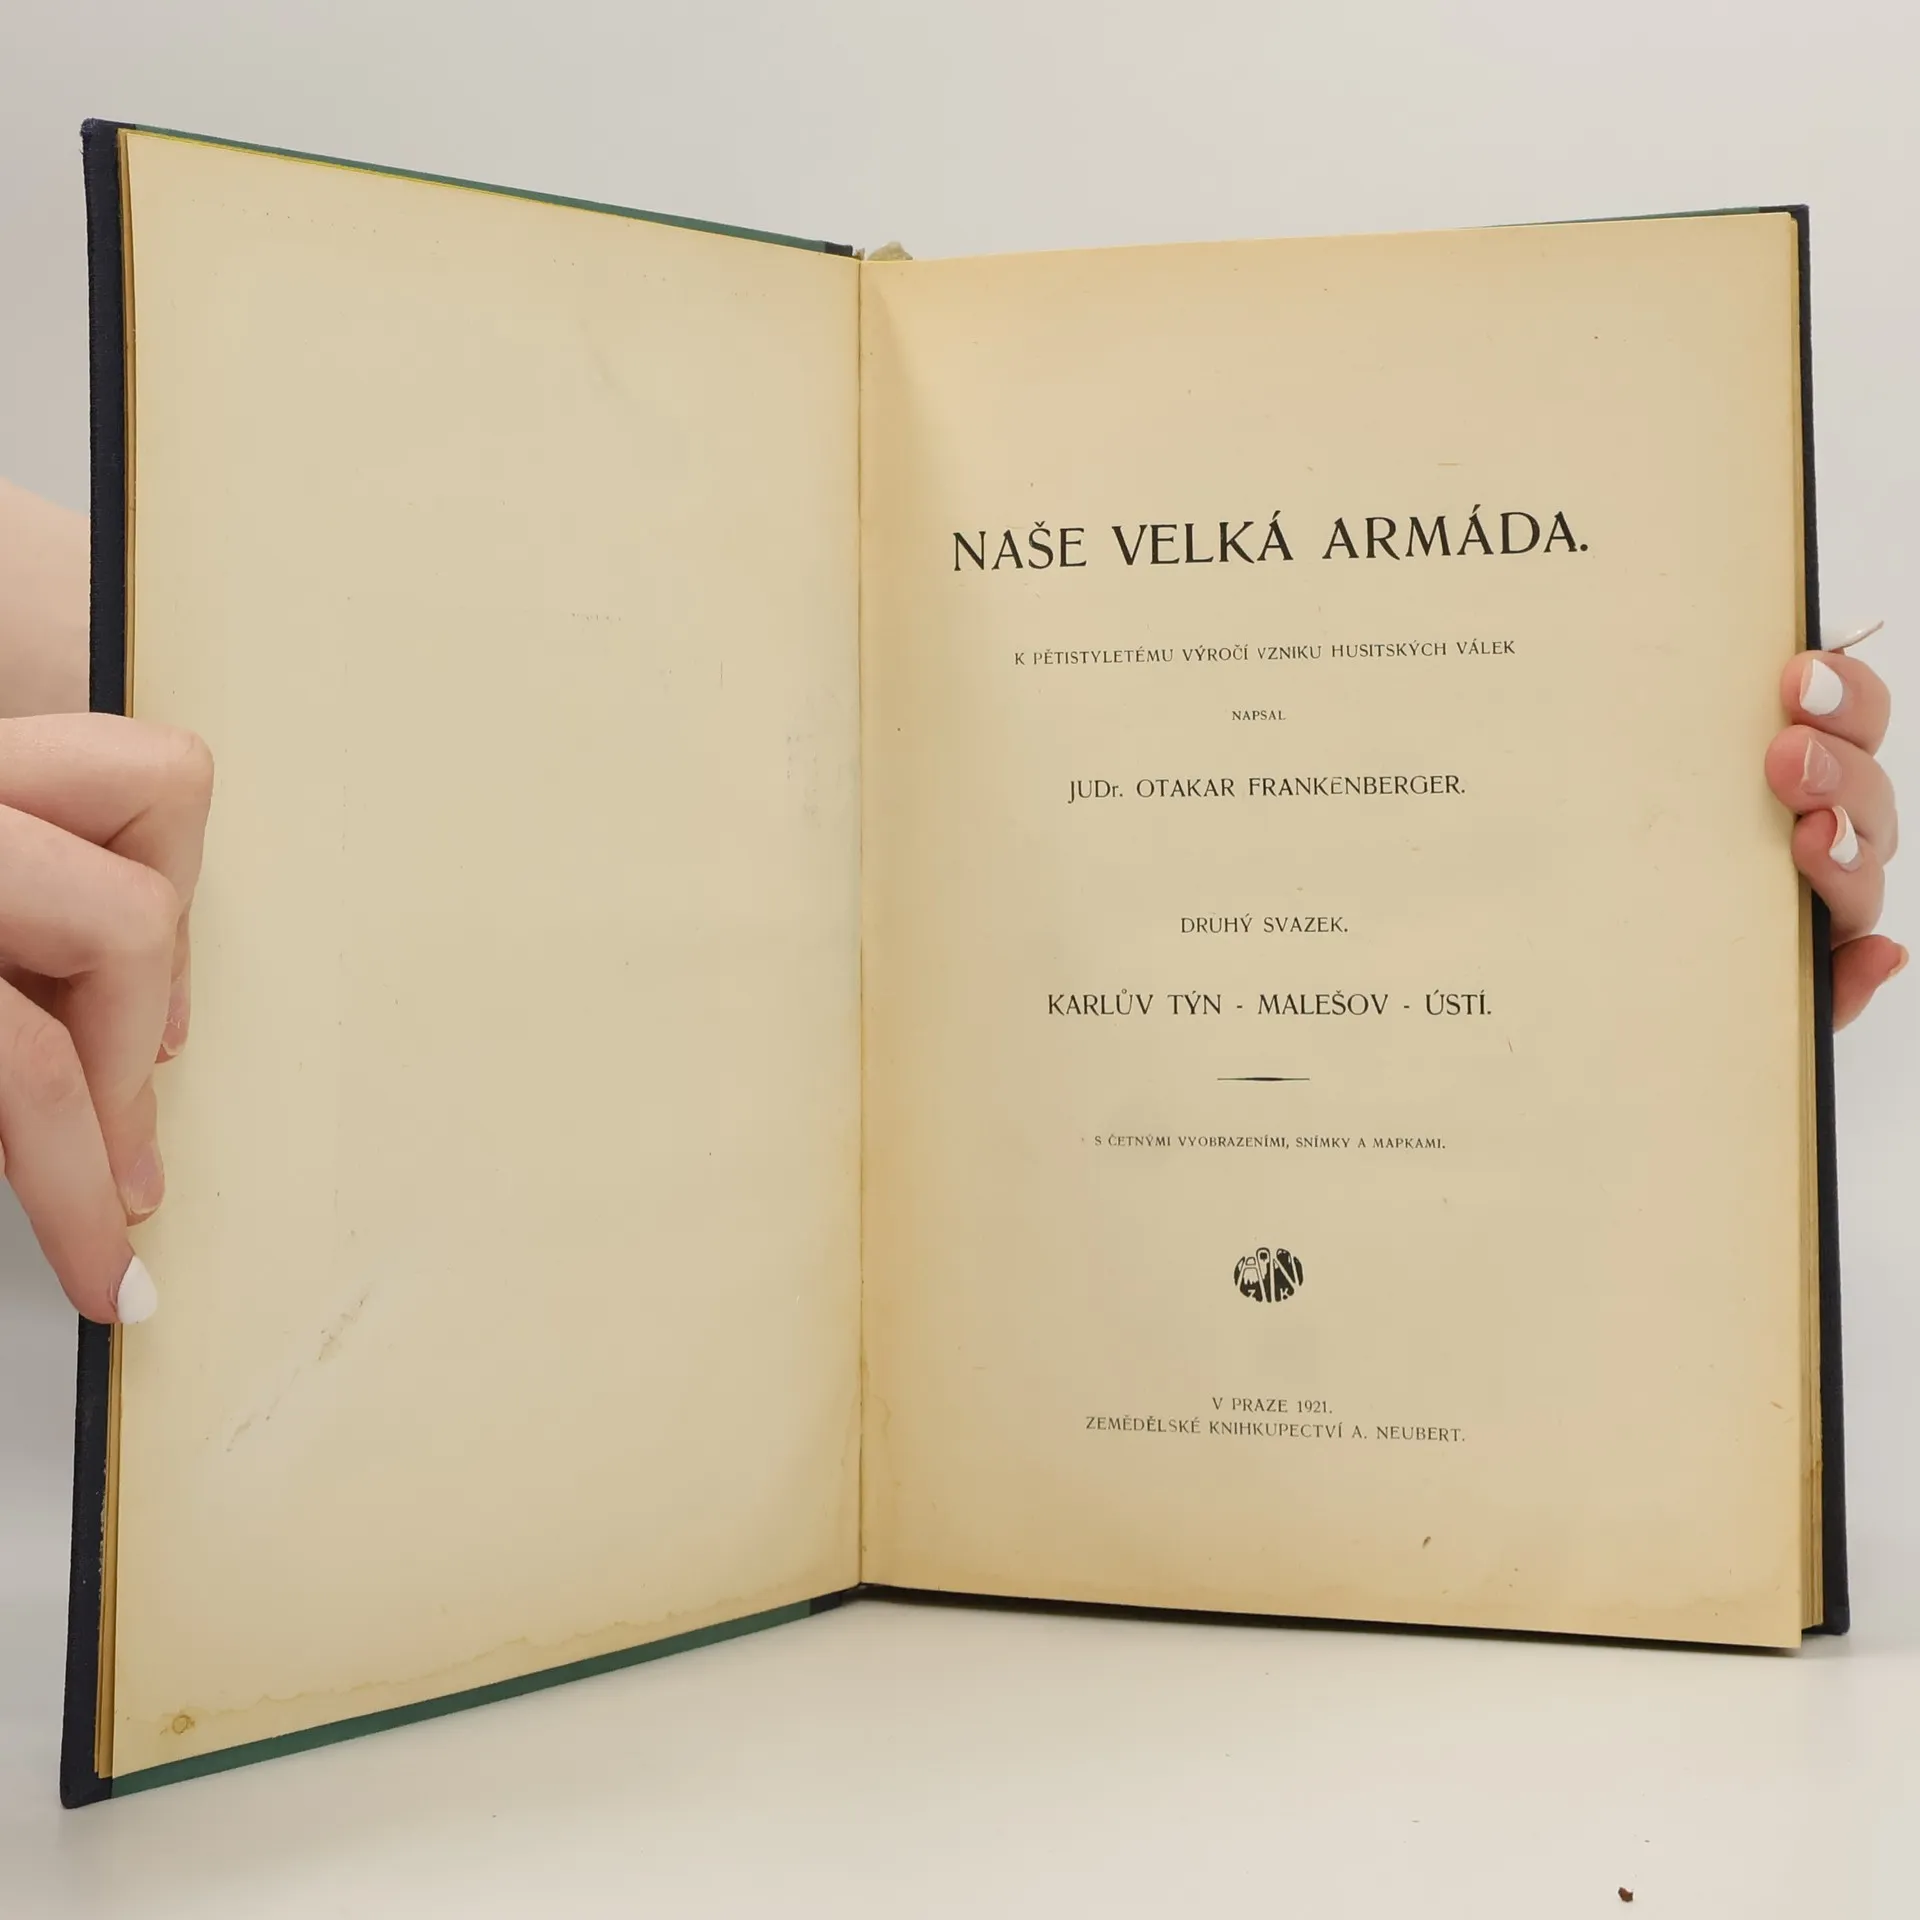 NAŠE VELKÁ ARMÁDA.
K PĚTISTYLETÉMU VÝROČÍ VZNIKU HUSITSKÝCH VÁLEK
NAPSAL
JUDr. OTAKAR FRANKENBERGER.
DRUHÝ SVAZEK.
KARLŮV TÝN - MALEŠOV - ÚSTÍ.
S ČETNÝMI VYOBRAZENÍMI, SNÍMKY A MAPKAMI.
V PRAZE 1921.
ZEMĚDĚLSKÉ KNIHKUPECTVÍ A. NEUBERT.